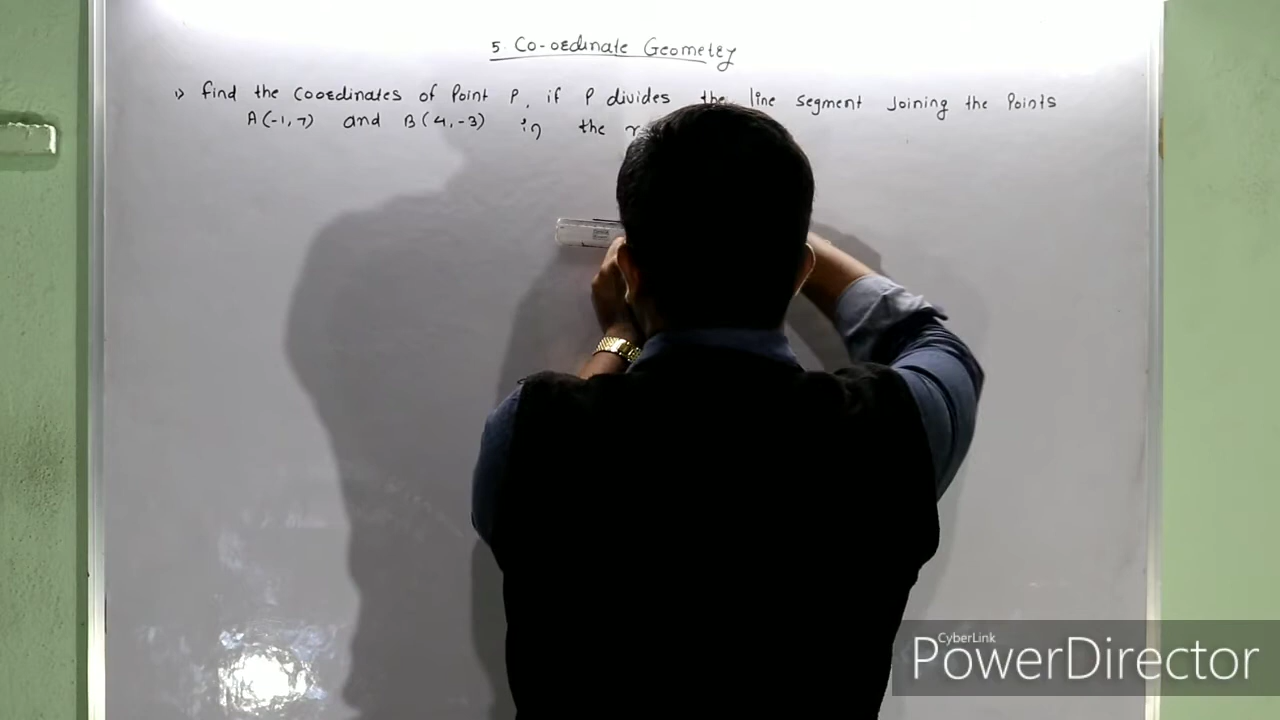 5. Co-ordinate Geometry
1) find the coordinates of Point P, if P divides the line segment Joining the Points
A(-1,7) and B(4,-3) in the
CyberLink
PowerDirector